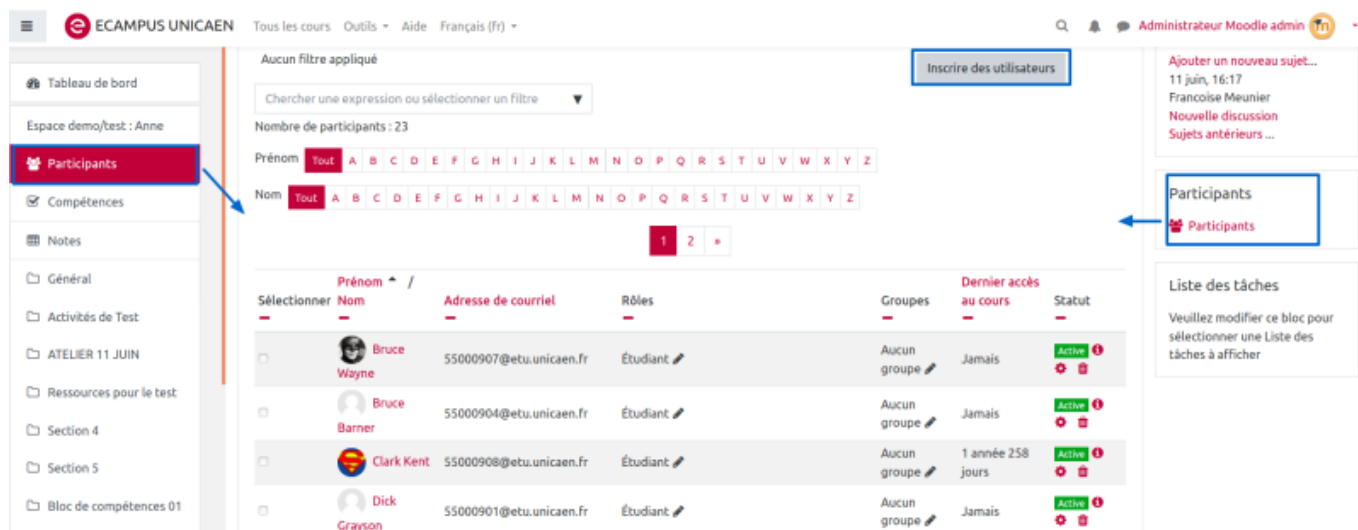 ECAMPUS UNICAEN Tous les cours Outils Aide Français (fr) Administrateur Moodle admin
Tableau de bord
Espace demo/test : Anne
Participants
Compétences
Notes
Général
Activités de Test
ATELIER 11 JUIN
Ressources pour le test
Section 4
Section 5
Bloc de compétences 01
Aucun filtre appliqué
Inscrire des utilisateurs
Chercher une expression ou sélectionner un filtre ▼
Nombre de participants : 23
Prénom Tout A B C D E F G H I J K L M N O P Q R S T U V W X Y Z
Nom Tout A B C D E F G H I J K L M N O P Q R S T U V W X Y Z
1 2 »
Sélectionner Prénom / Nom Adresse de courriel Rôles Groupes Dernier accès au cours Statut
Bruce Wayne 55000907@etu.unicaen.fr Étudiant Aucun groupe Jamais Active
Bruce Barner 55000904@etu.unicaen.fr Étudiant Aucun groupe Jamais Active
Clark Kent 55000908@etu.unicaen.fr Étudiant Aucun groupe 1 année 258 jours Active
Dick Grayson 55000901@etu.unicaen.fr Étudiant Aucun groupe Jamais Active
Ajouter un nouveau sujet...
11 juin, 16:17
Francoise Meunier
Nouvelle discussion
Sujets antérieurs ...
Participants
Participants
Liste des tâches
Veuillez modifier ce bloc pour
sélectionner une Liste des
tâches à afficher